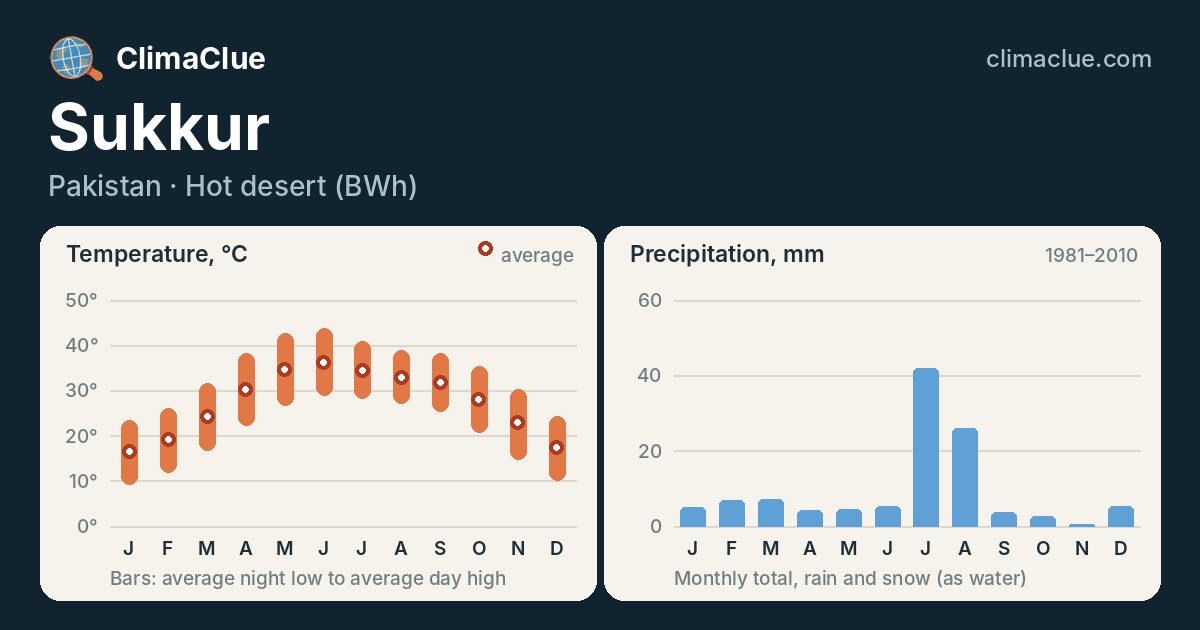 ClimaClue
climaclue.com
Sukkur
Pakistan · Hot desert (BWh)
Temperature, °C
average
50°
40°
30°
20°
10°
0°
J F M A M J J A S O N D
Bars: average night low to average day high
Precipitation, mm
1981–2010
60
40
20
0
J F M A M J J A S O N D
Monthly total, rain and snow (as water)